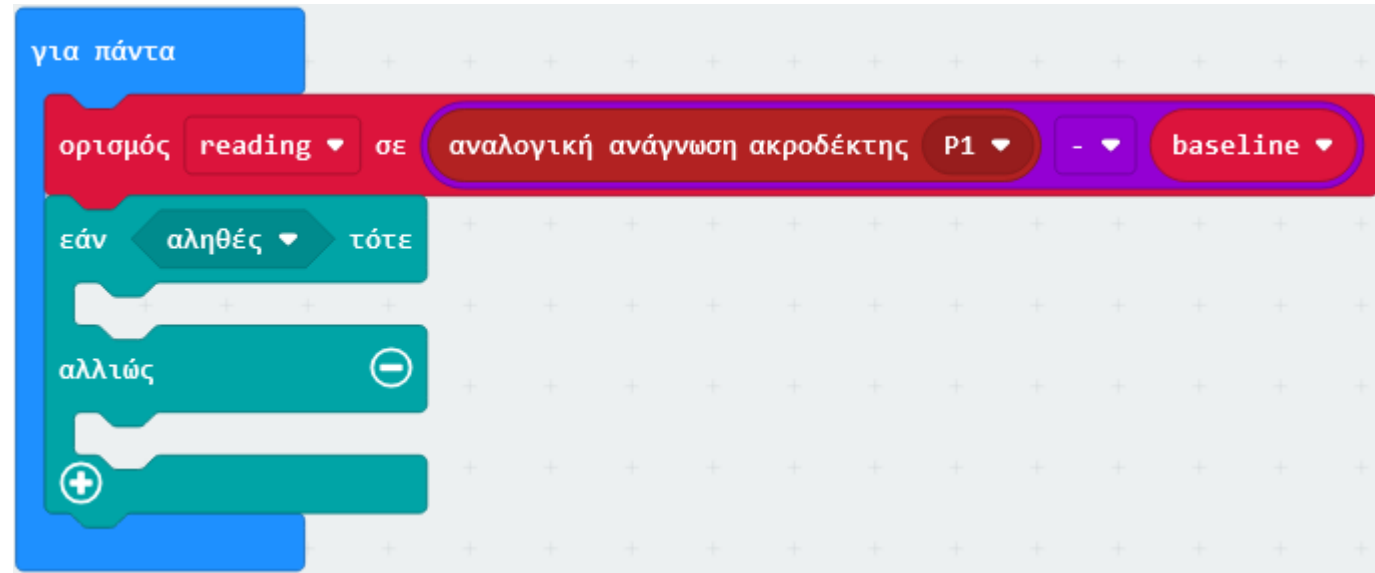 για πάντα
ορισμός reading σε αναλογική ανάγνωση ακροδέκτης P1 - baseline
εάν αληθές τότε
αλλιώς